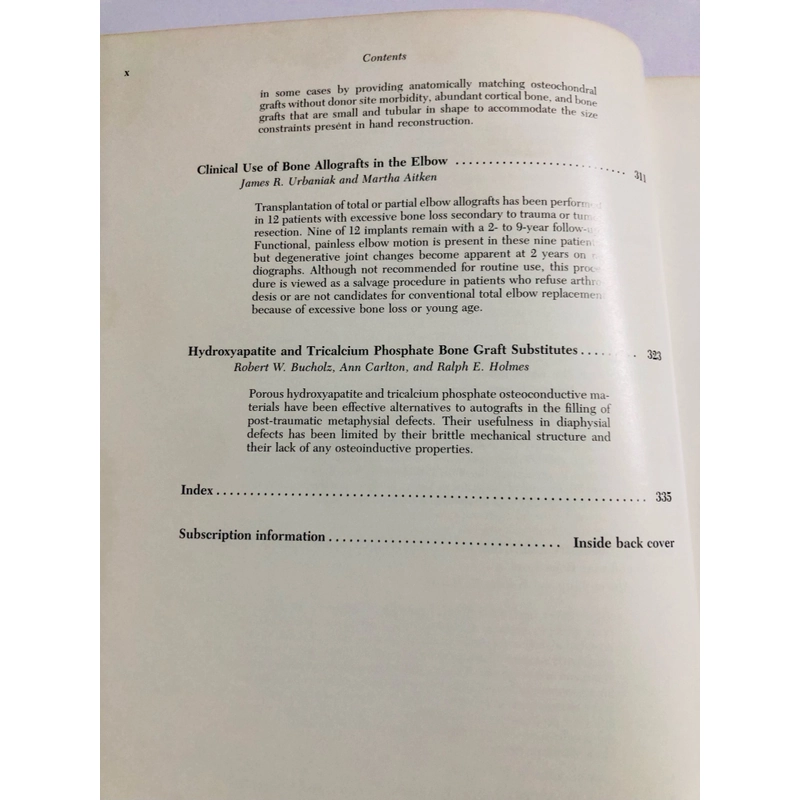 x
Contents
in some cases by providing anatomically matching osteochondral
grafts without donor site morbidity, abundant cortical bone, and bone
grafts that are small and tubular in shape to accommodate the size
constraints present in hand reconstruction.
Clinical Use of Bone Allografts in the Elbow .......................... 311
James R. Urbaniak and Martha Aitken
Transplantation of total or partial elbow allografts has been performed
in 12 patients with excessive bone loss secondary to trauma or tumor
resection. Nine of 12 implants remain with a 2- to 9-year follow-up.
Functional, painless elbow motion is present in these nine patients,
but degenerative joint changes become apparent at 2 years on
diographs. Although not recommended for routine use, this proce-
dure is viewed as a salvage procedure in patients who refuse arthro-
desis or are not candidates for conventional total elbow replacement
because of excessive bone loss or young age.
Hydroxyapatite and Tricalcium Phosphate Bone Graft Substitutes ........ 323
Robert W. Bucholz, Ann Carlton, and Ralph E. Holmes
Porous hydroxyapatite and tricalcium phosphate osteoconductive ma-
terials have been effective alternatives to autografts in the filling of
post-traumatic metaphysial defects. Their usefulness in diaphysial
defects has been limited by their brittle mechanical structure and
their lack of any osteoinductive properties.
Index ................................................................ 335
Subscription information .................................. Inside back cover